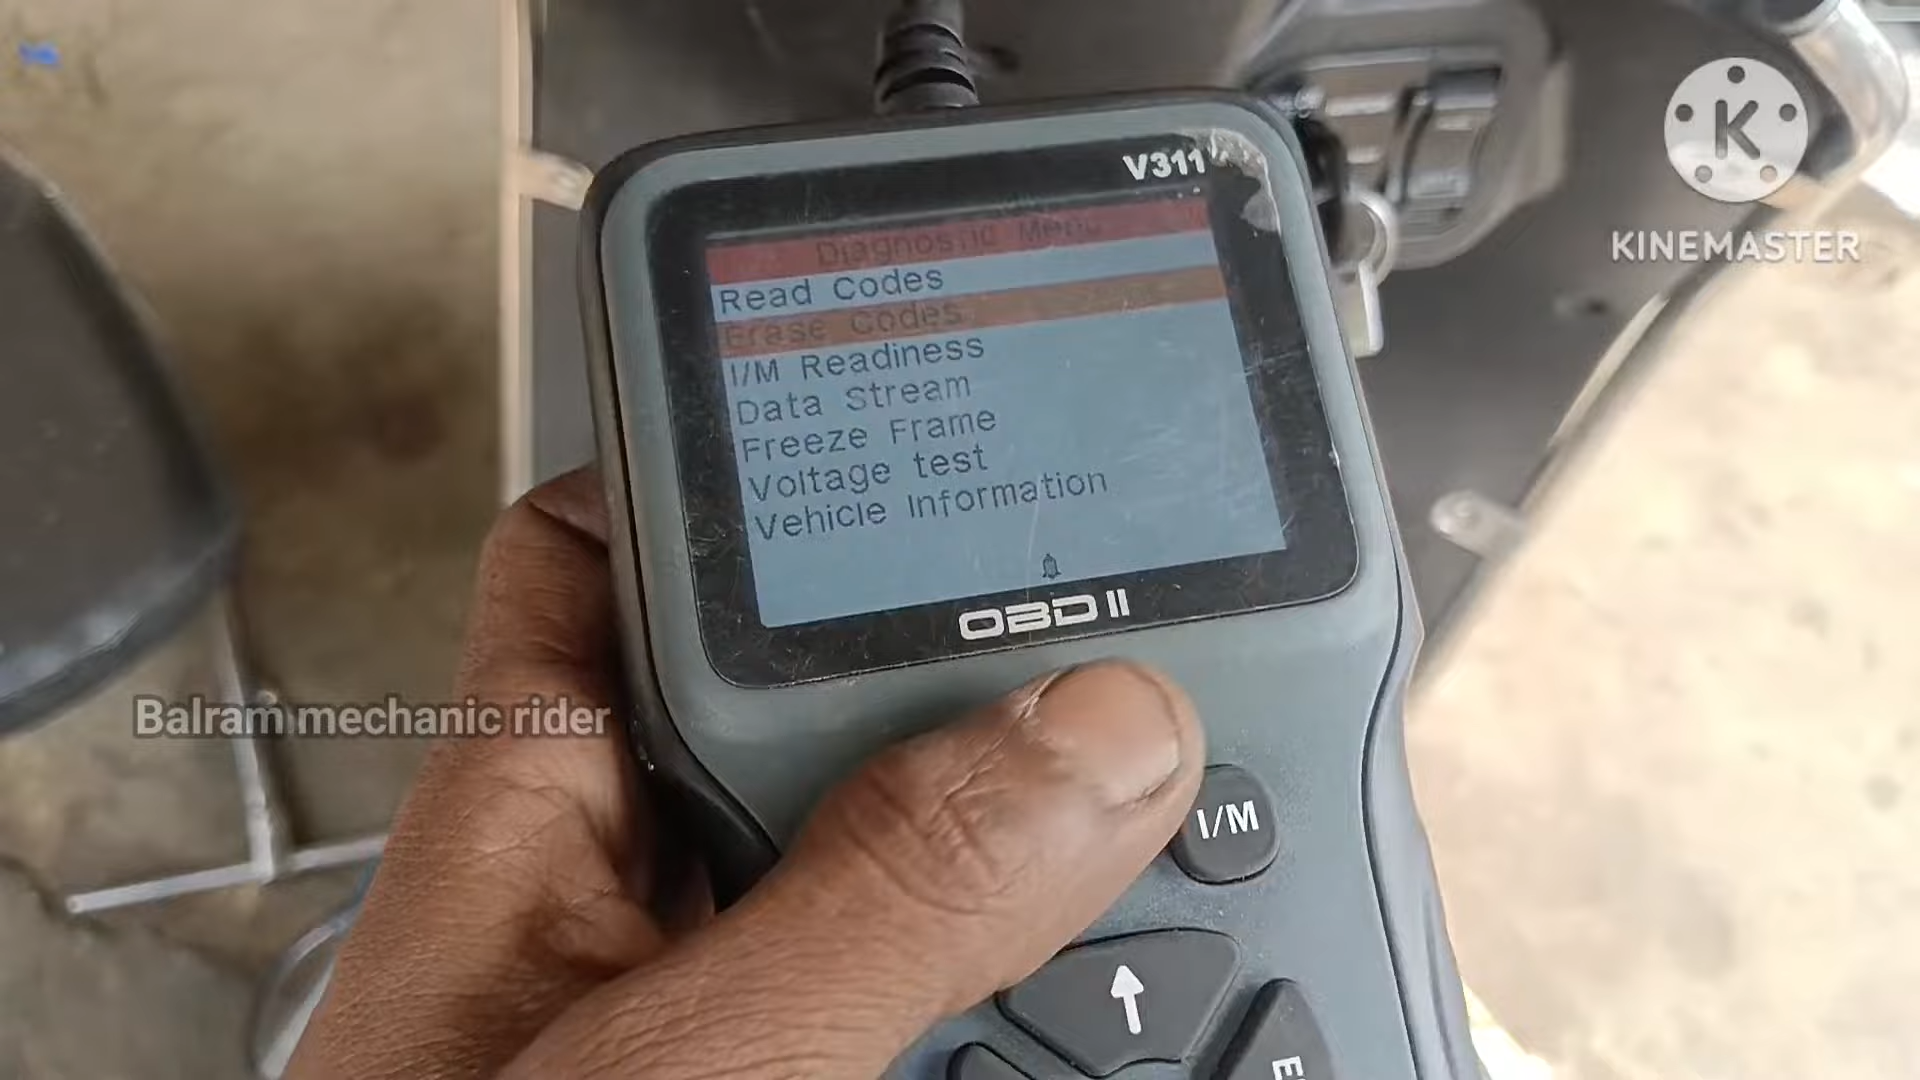 V311
Diagnostic Menu
Read Codes
Erase Codes
I/M Readiness
Data Stream
Freeze Frame
Voltage test
Vehicle Information
OBD II
I/M
K
KINEMASTER
Balram mechanic rider